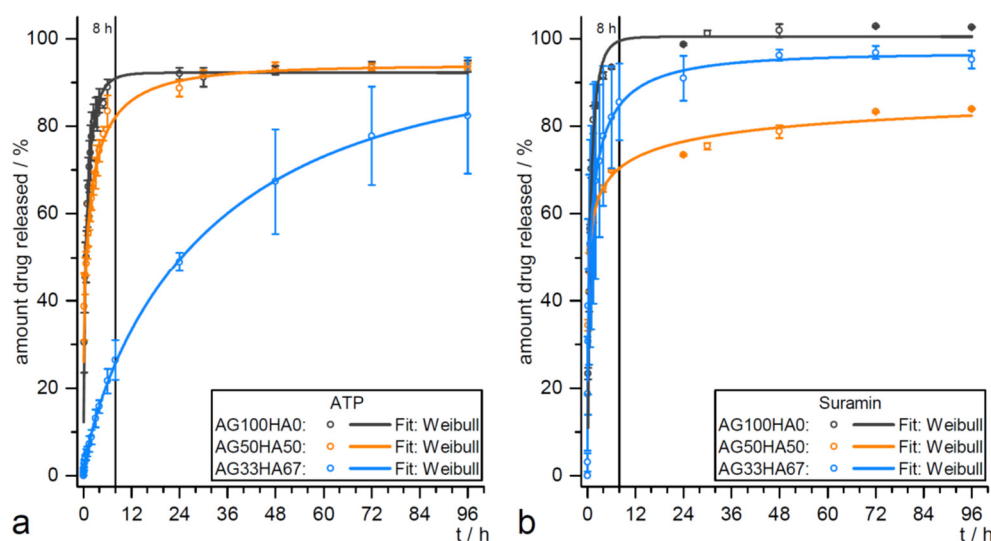 8 h
100
80
60
40
20
0
amount drug released / %
ATP
AG100HA0: Fit: Weibull
AG50HA50: Fit: Weibull
AG33HA67: Fit: Weibull
0 12 24 36 48 60 72 84 96
t / h
a
8 h
100
80
60
40
20
0
amount drug released / %
Suramin
AG100HA0: Fit: Weibull
AG50HA50: Fit: Weibull
AG33HA67: Fit: Weibull
0 12 24 36 48 60 72 84 96
t / h
b